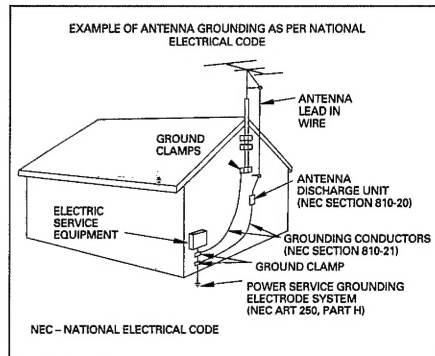 EXAMPLE OF ANTENNA GROUNDING AS PER NATIONAL
ELECTRICAL CODE
ANTENNA
LEAD IN
WIRE
GROUND
CLAMPS
ANTENNA
DISCHARGE UNIT
(NEC SECTION 810-20)
ELECTRIC
SERVICE
EQUIPMENT
GROUNDING CONDUCTORS
(NEC SECTION 810-21)
GROUND CLAMP
POWER SERVICE GROUNDING
ELECTRODE SYSTEM
(NEC ART 250, PART H)
NEC – NATIONAL ELECTRICAL CODE